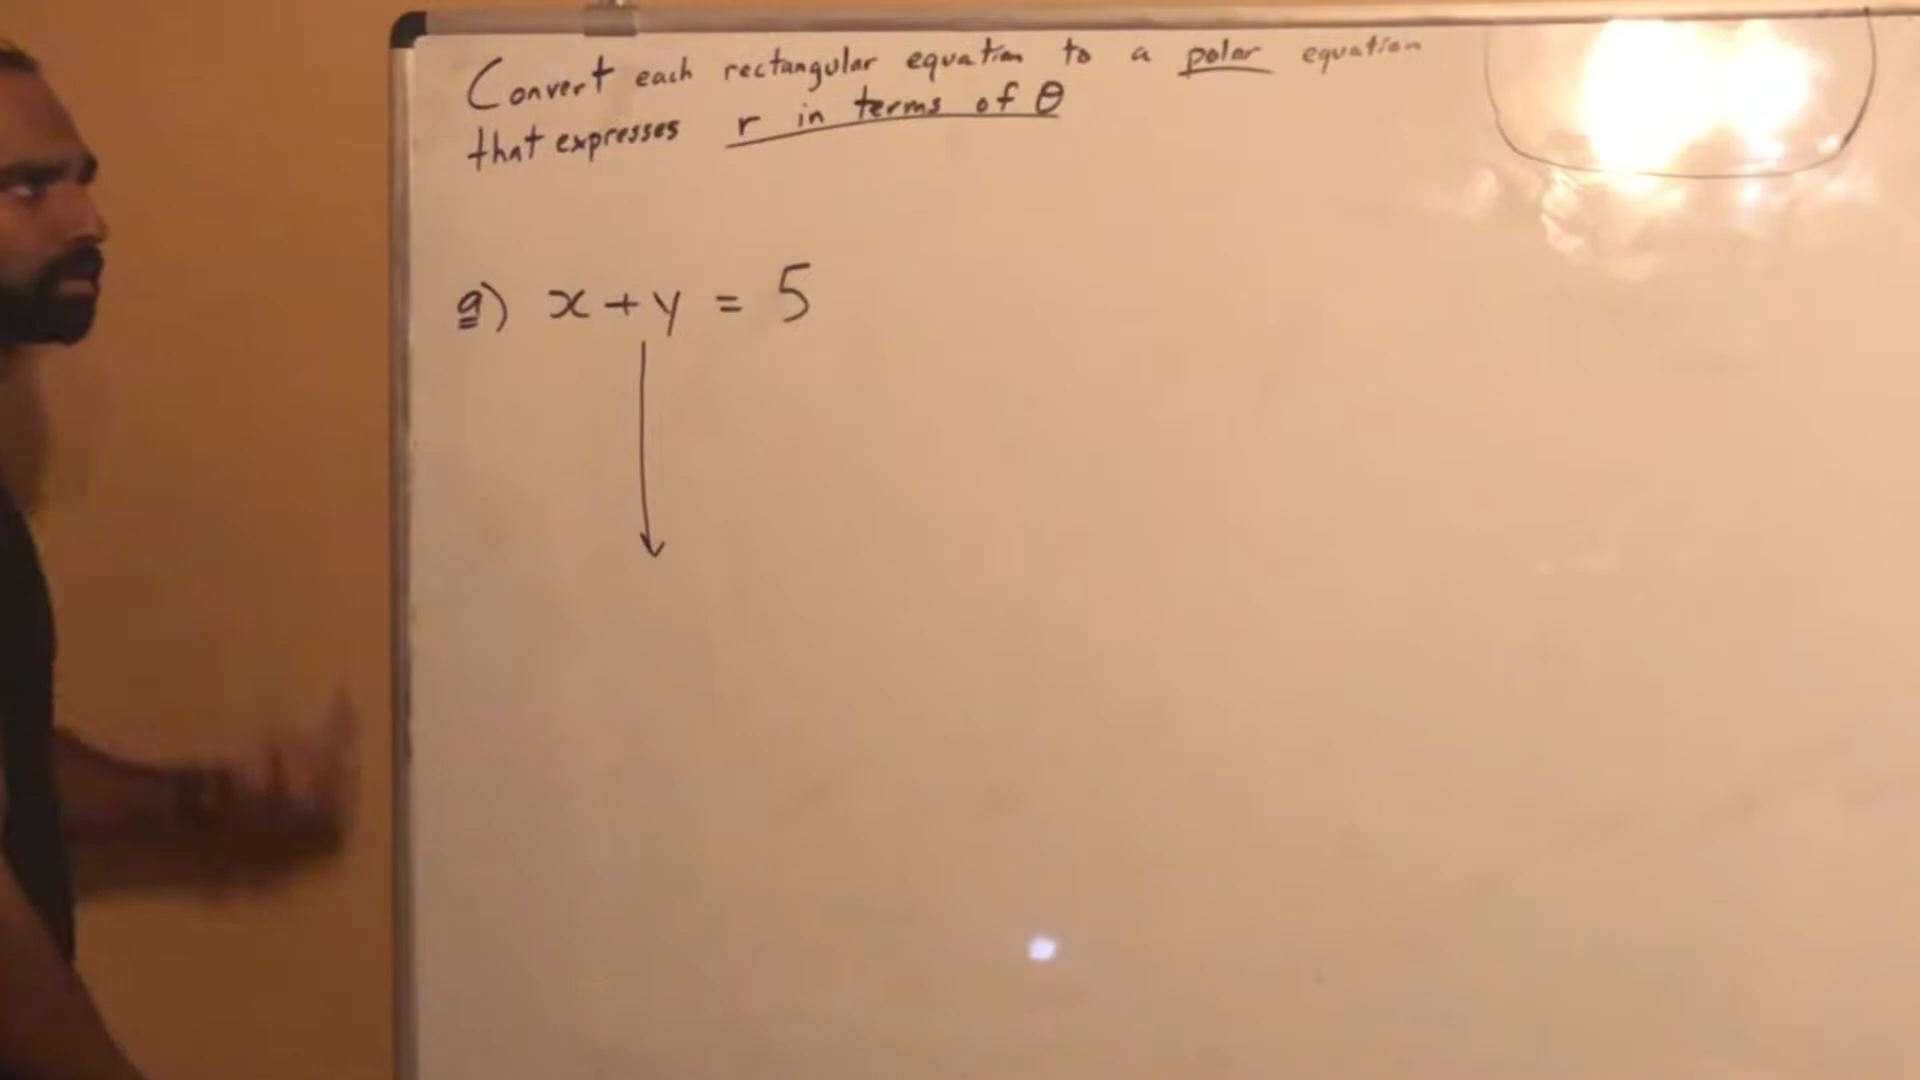 Convert each rectangular equation to a polar equation
that expresses r in terms of θ
a) x + y = 5